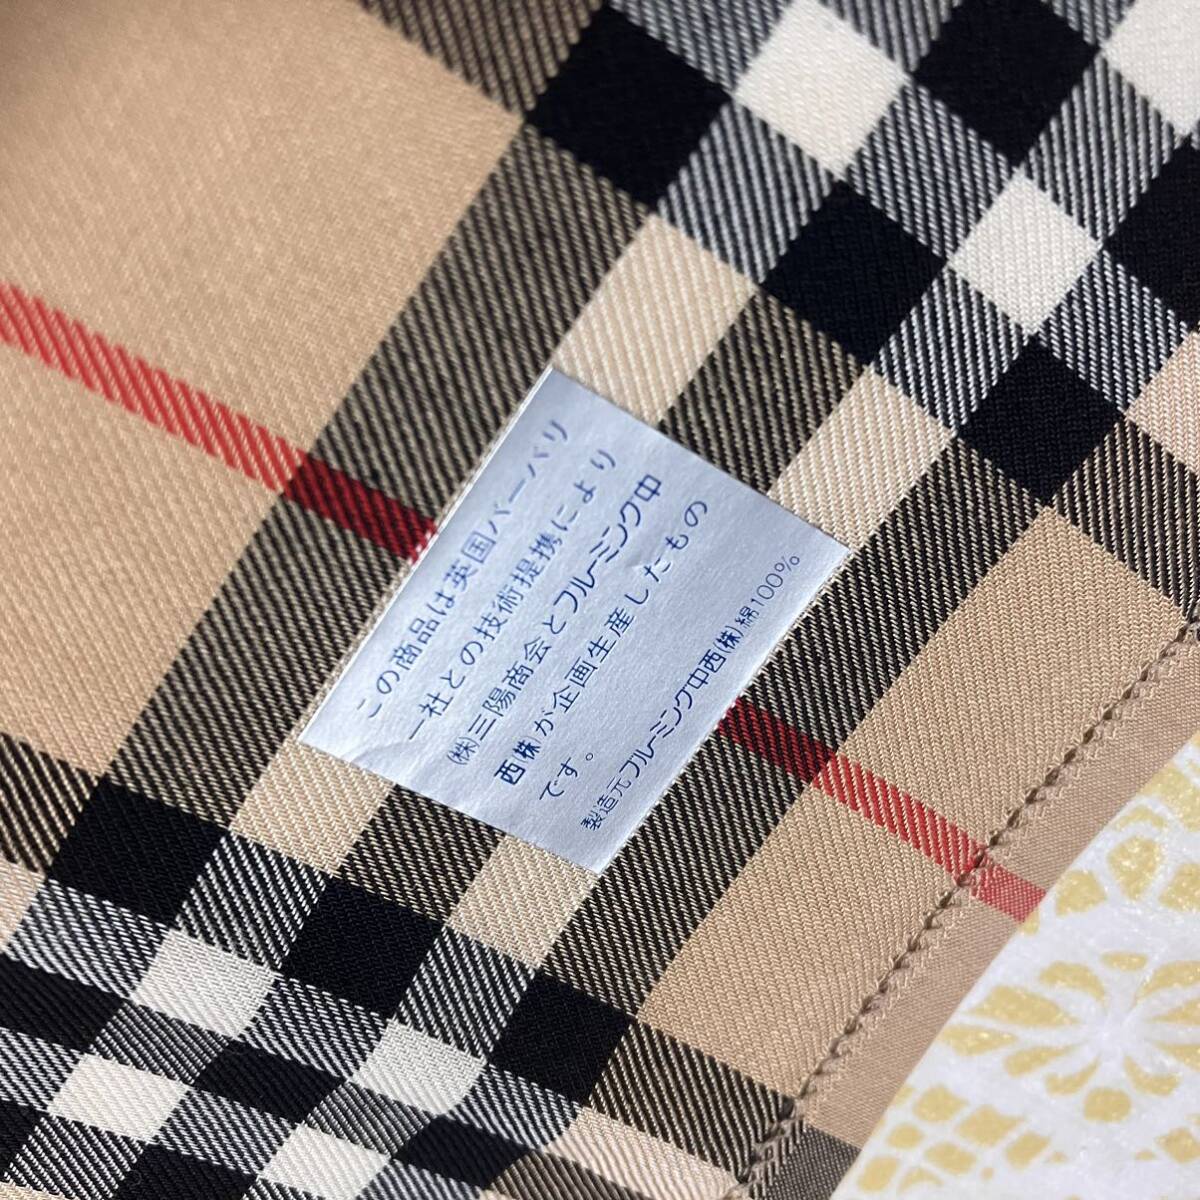 この商品は英国バーバリ
ー社との技術提携により
(株)三陽商会とフルーミング中
西(株)が企画生産したもの
です。
製造元フルーミング中西(株)綿100%